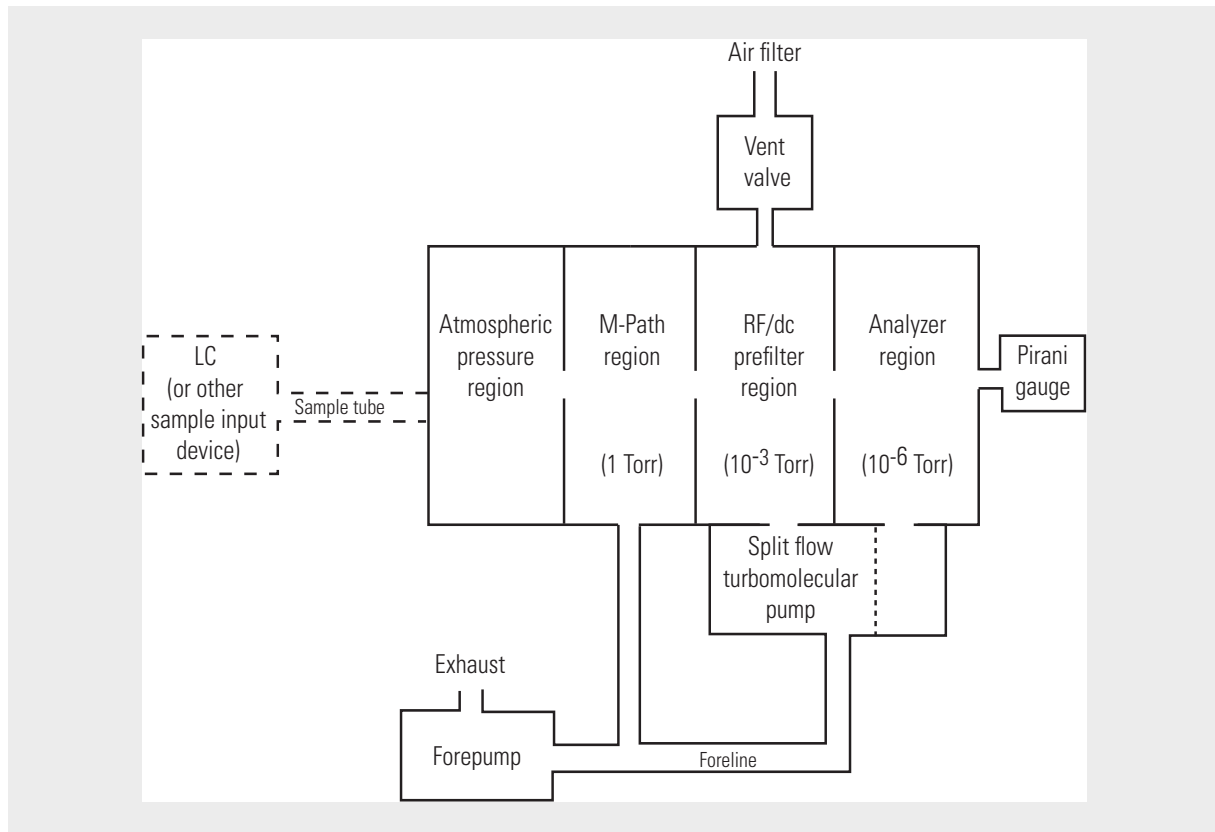 Air filter
Vent
valve
LC
(or other
sample input
device)
Sample tube
Atmospheric
pressure
region
M-Path
region
(1 Torr)
RF/dc
prefilter
region
(10-3 Torr)
Analyzer
region
(10-6 Torr)
Pirani
gauge
Split flow
turbomolecular
pump
Exhaust
Forepump
Foreline